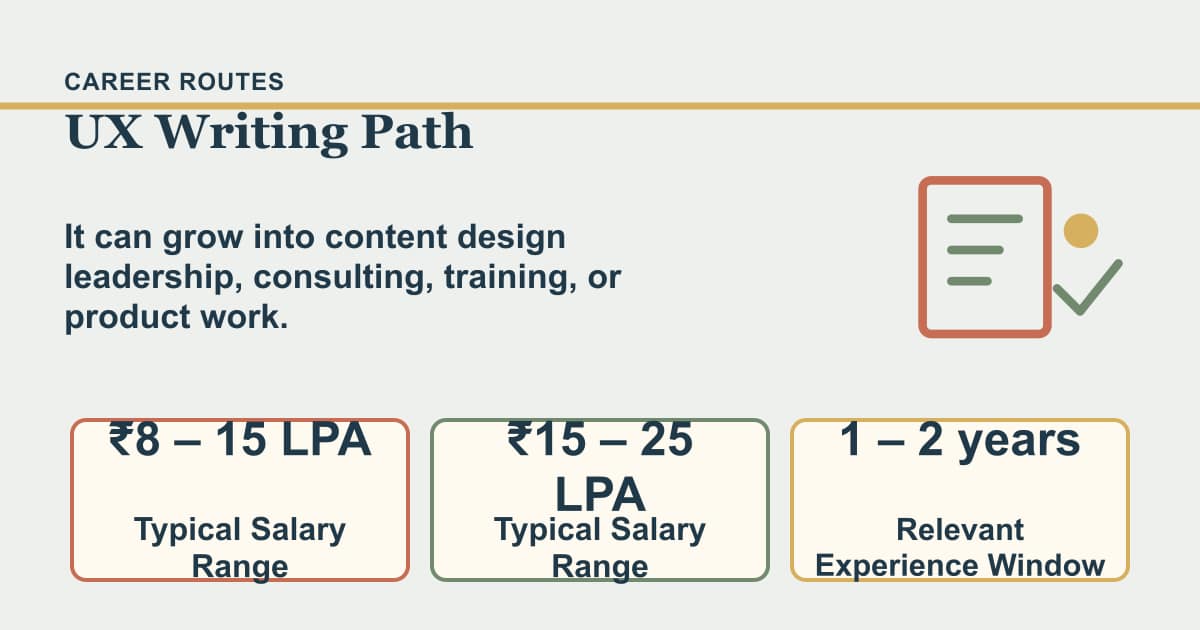 CAREER ROUTES
UX Writing Path
It can grow into content design
leadership, consulting, training, or
product work.
₹8 – 15 LPA
Typical Salary
Range
₹15 – 25
LPA
Typical Salary
Range
1 – 2 years
Relevant
Experience Window